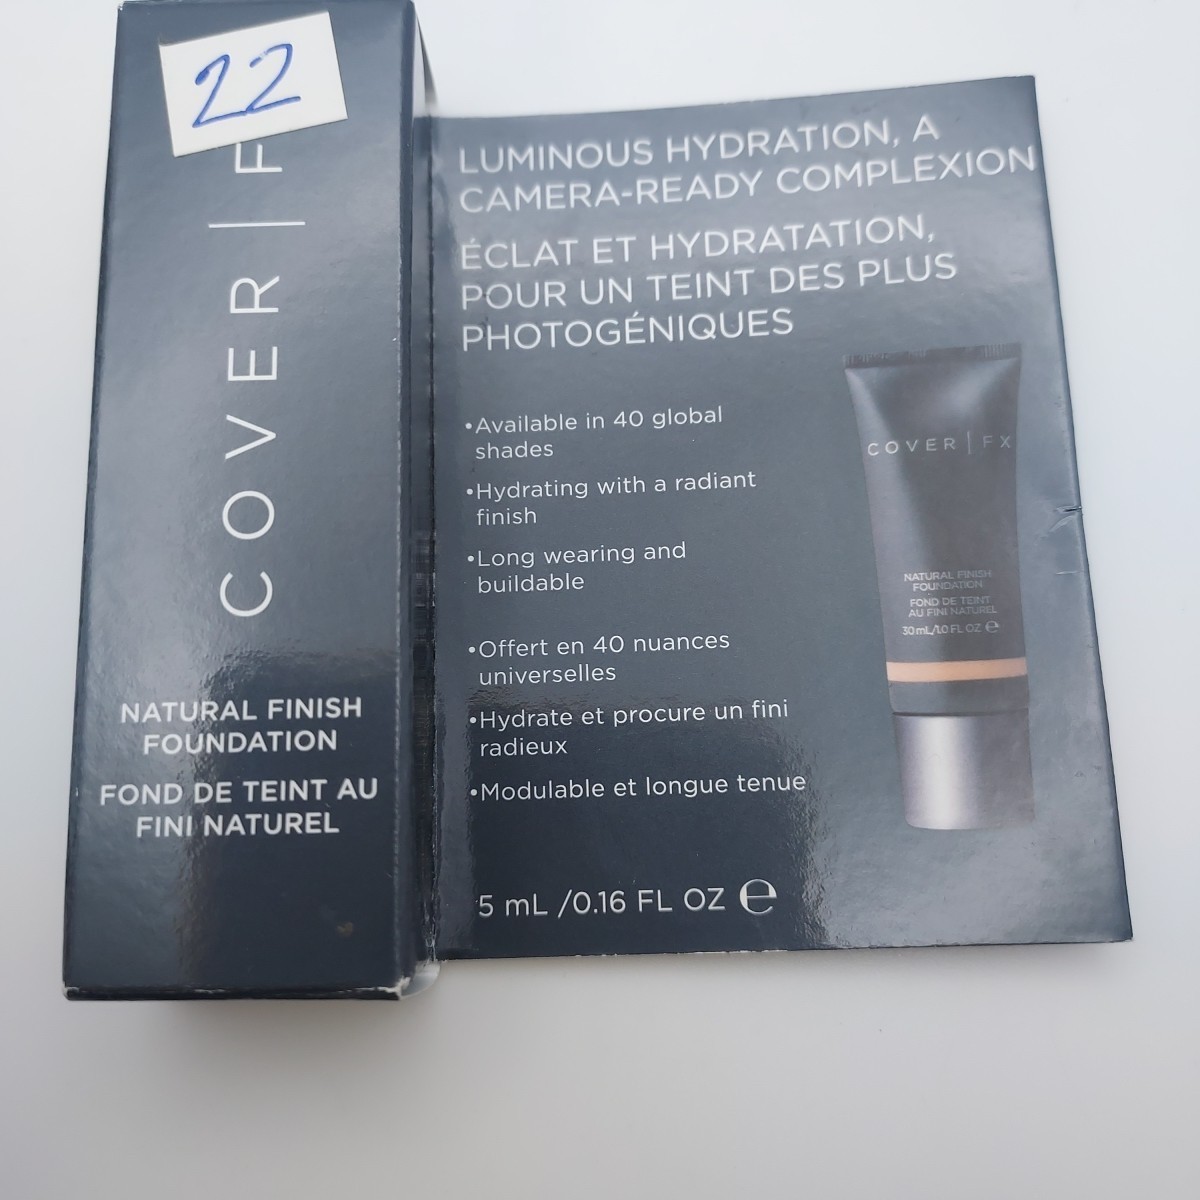 22
COVER | F
NATURAL FINISH
FOUNDATION
FOND DE TEINT AU
FINI NATUREL
LUMINOUS HYDRATION, A
CAMERA-READY COMPLEXION
ÉCLAT ET HYDRATATION,
POUR UN TEINT DES PLUS
PHOTOGÉNIQUES
•Available in 40 global
shades
•Hydrating with a radiant
finish
•Long wearing and
buildable
•Offert en 40 nuances
universelles
•Hydrate et procure un fini
radieux
•Modulable et longue tenue
5 mL /0.16 FL OZ ℮
COVER | FX
NATURAL FINISH
FOUNDATION
FOND DE TEINT
AU FINI NATUREL
30 mL/1.0 FL OZ ℮